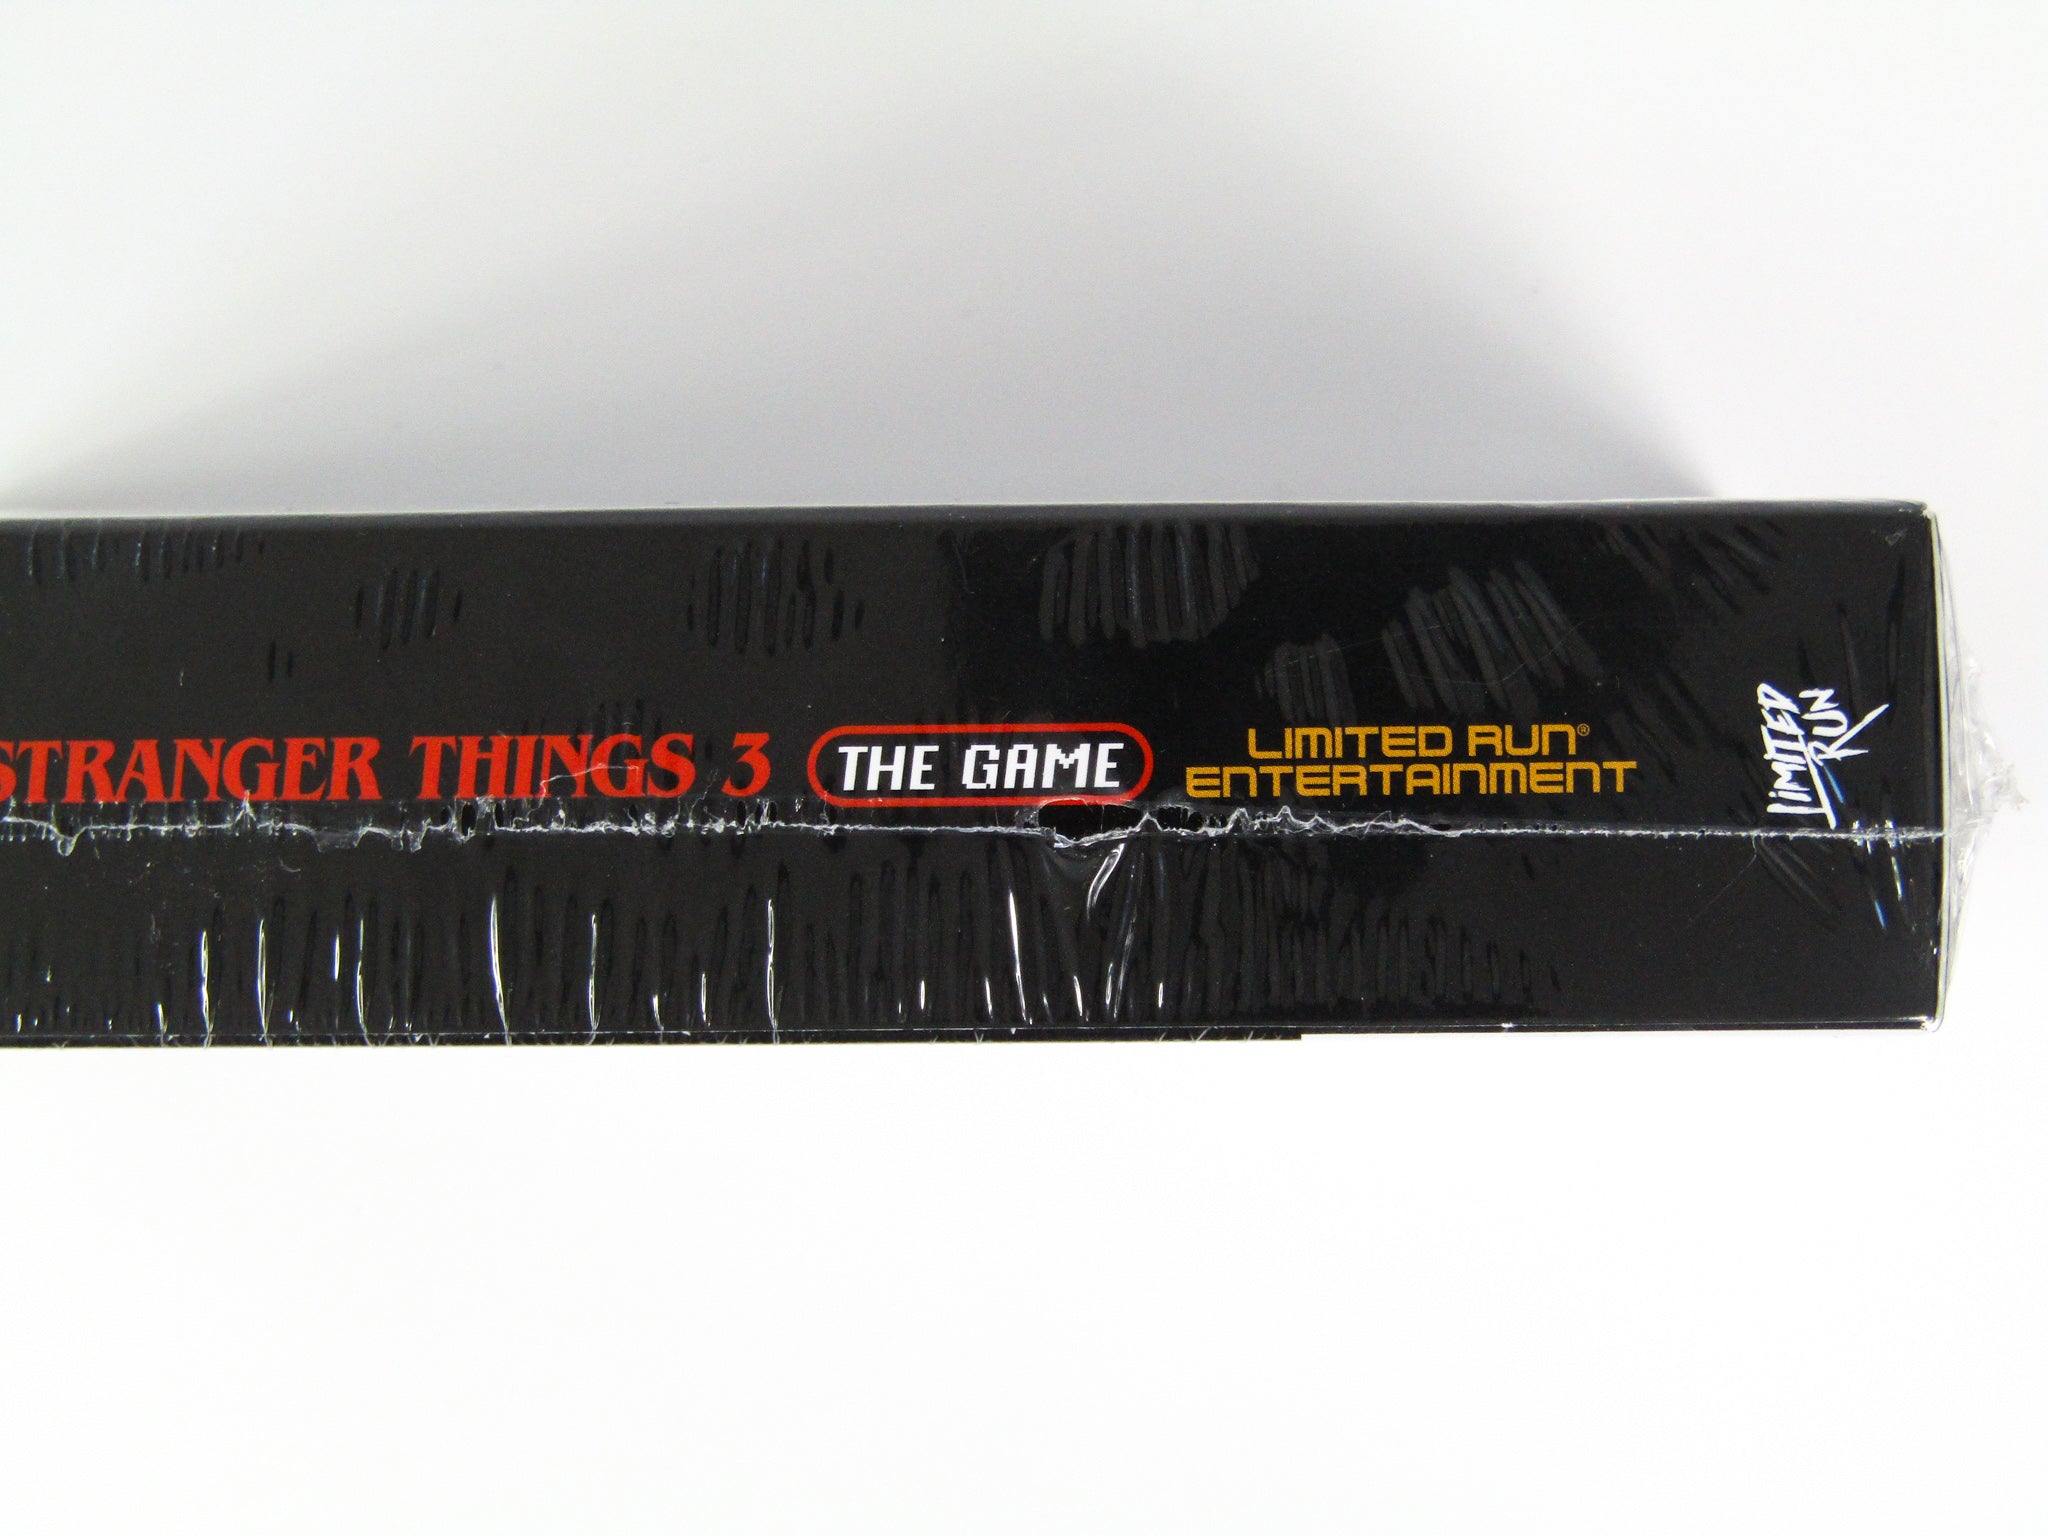 STRANGER THINGS 3 THE GAME
LIMITED RUN®
ENTERTAINMENT
LIMITED
RUN